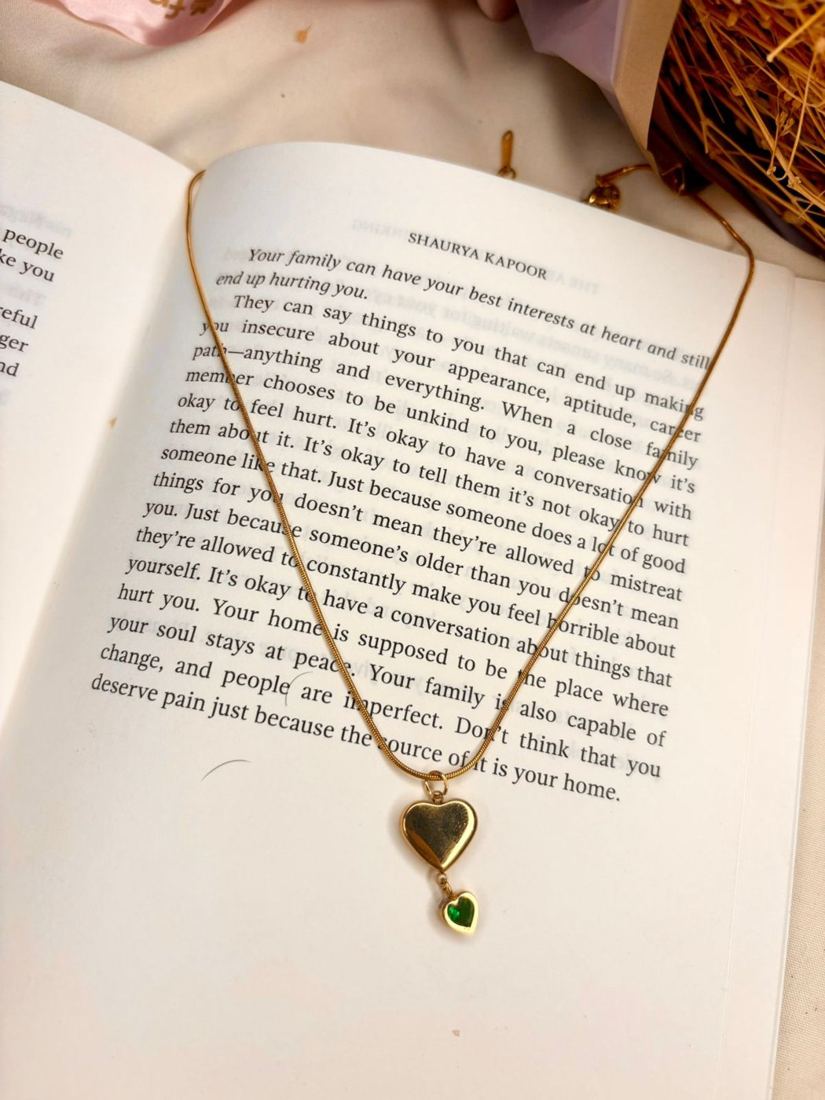 people
ke you
eful
ger
nd
SHAURYA KAPOOR
Your family can have your best interests at heart and still
end up hurting you.
They can say things to you that can end up making
you insecure about your appearance, aptitude, career
path—anything and everything. When a close family
member chooses to be unkind to you, please know it's
okay to feel hurt. It's okay to have a conversation with
them about it. It's okay to tell them it's not okay to hurt
someone like that. Just because someone does a lot of good
things for you doesn't mean they're allowed to mistreat
you. Just because someone's older than you doesn't mean
they're allowed to constantly make you feel horrible about
yourself. It's okay to have a conversation about things that
hurt you. Your home is supposed to be the place where
your soul stays at peace. Your family is also capable of
change, and people are imperfect. Don't think that you
deserve pain just because the source of it is your home.